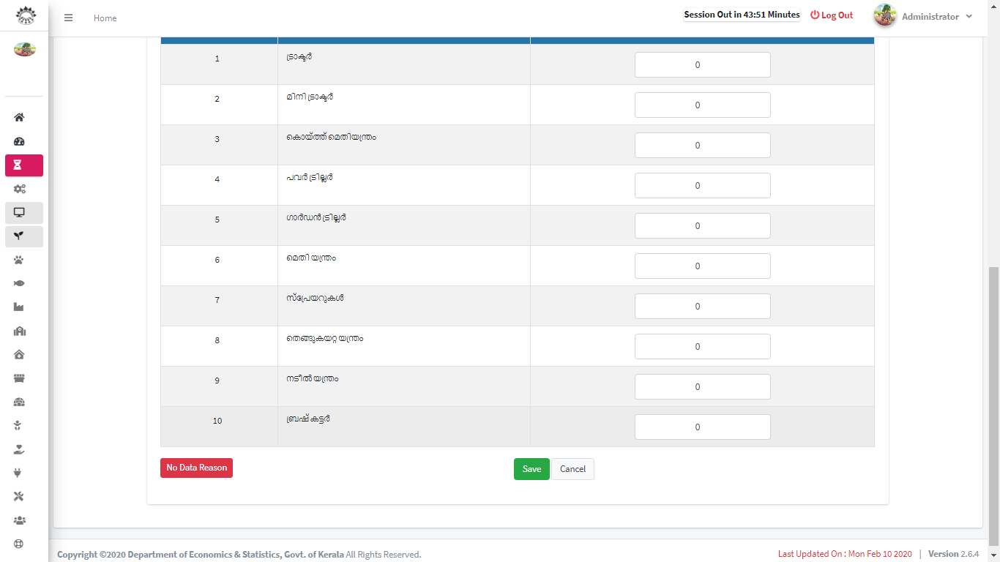 Home
Session Out in 43:51 Minutes
Log Out
Administrator
1 ട്രാക്ടർ 0
2 മിനി ട്രാക്ടർ 0
3 കൊയ്ത്ത് മെതിയന്ത്രം 0
4 പവർ ട്രില്ലർ 0
5 ഗാർഡൻ ട്രില്ലർ 0
6 മെതി യന്ത്രം 0
7 സ്പ്രേയറുകൾ 0
8 തെങ്ങുകയറ്റ യന്ത്രം 0
9 നടീൽ യന്ത്രം 0
10 ബ്രഷ് കട്ടർ 0
No Data Reason
Save
Cancel
Copyright ©2020 Department of Economics & Statistics, Govt. of Kerala All Rights Reserved.
Last Updated On : Mon Feb 10 2020 | Version 2.6.4